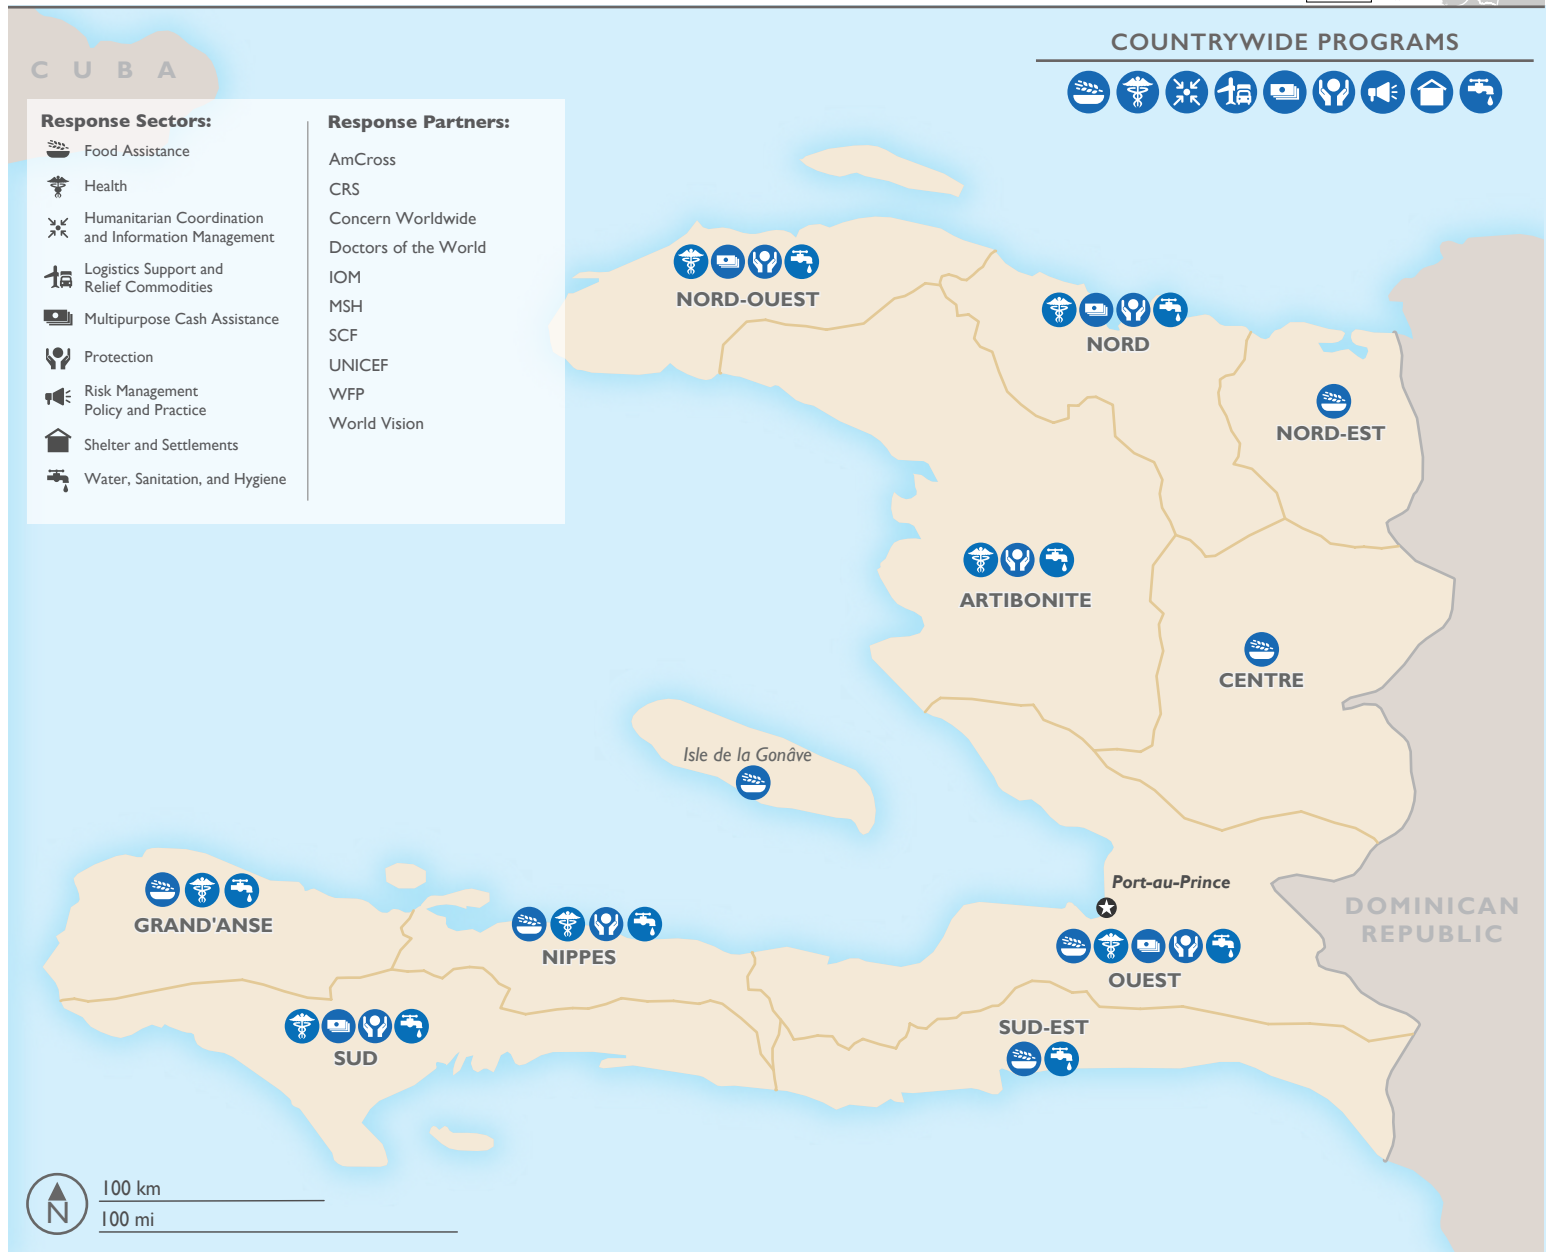 COUNTRYWIDE PROGRAMS
CUBA
Response Sectors:
Food Assistance
Health
Humanitarian Coordination
and Information Management
Logistics Support and
Relief Commodities
Multipurpose Cash Assistance
Protection
Risk Management
Policy and Practice
Shelter and Settlements
Water, Sanitation, and Hygiene
Response Partners:
AmCross
CRS
Concern Worldwide
Doctors of the World
IOM
MSH
SCF
UNICEF
WFP
World Vision
NORD-OUEST
NORD
NORD-EST
ARTIBONITE
CENTRE
Isle de la Gonâve
Port-au-Prince
GRAND'ANSE
NIPPES
OUEST
DOMINICAN
REPUBLIC
SUD
SUD-EST
N
100 km
100 mi